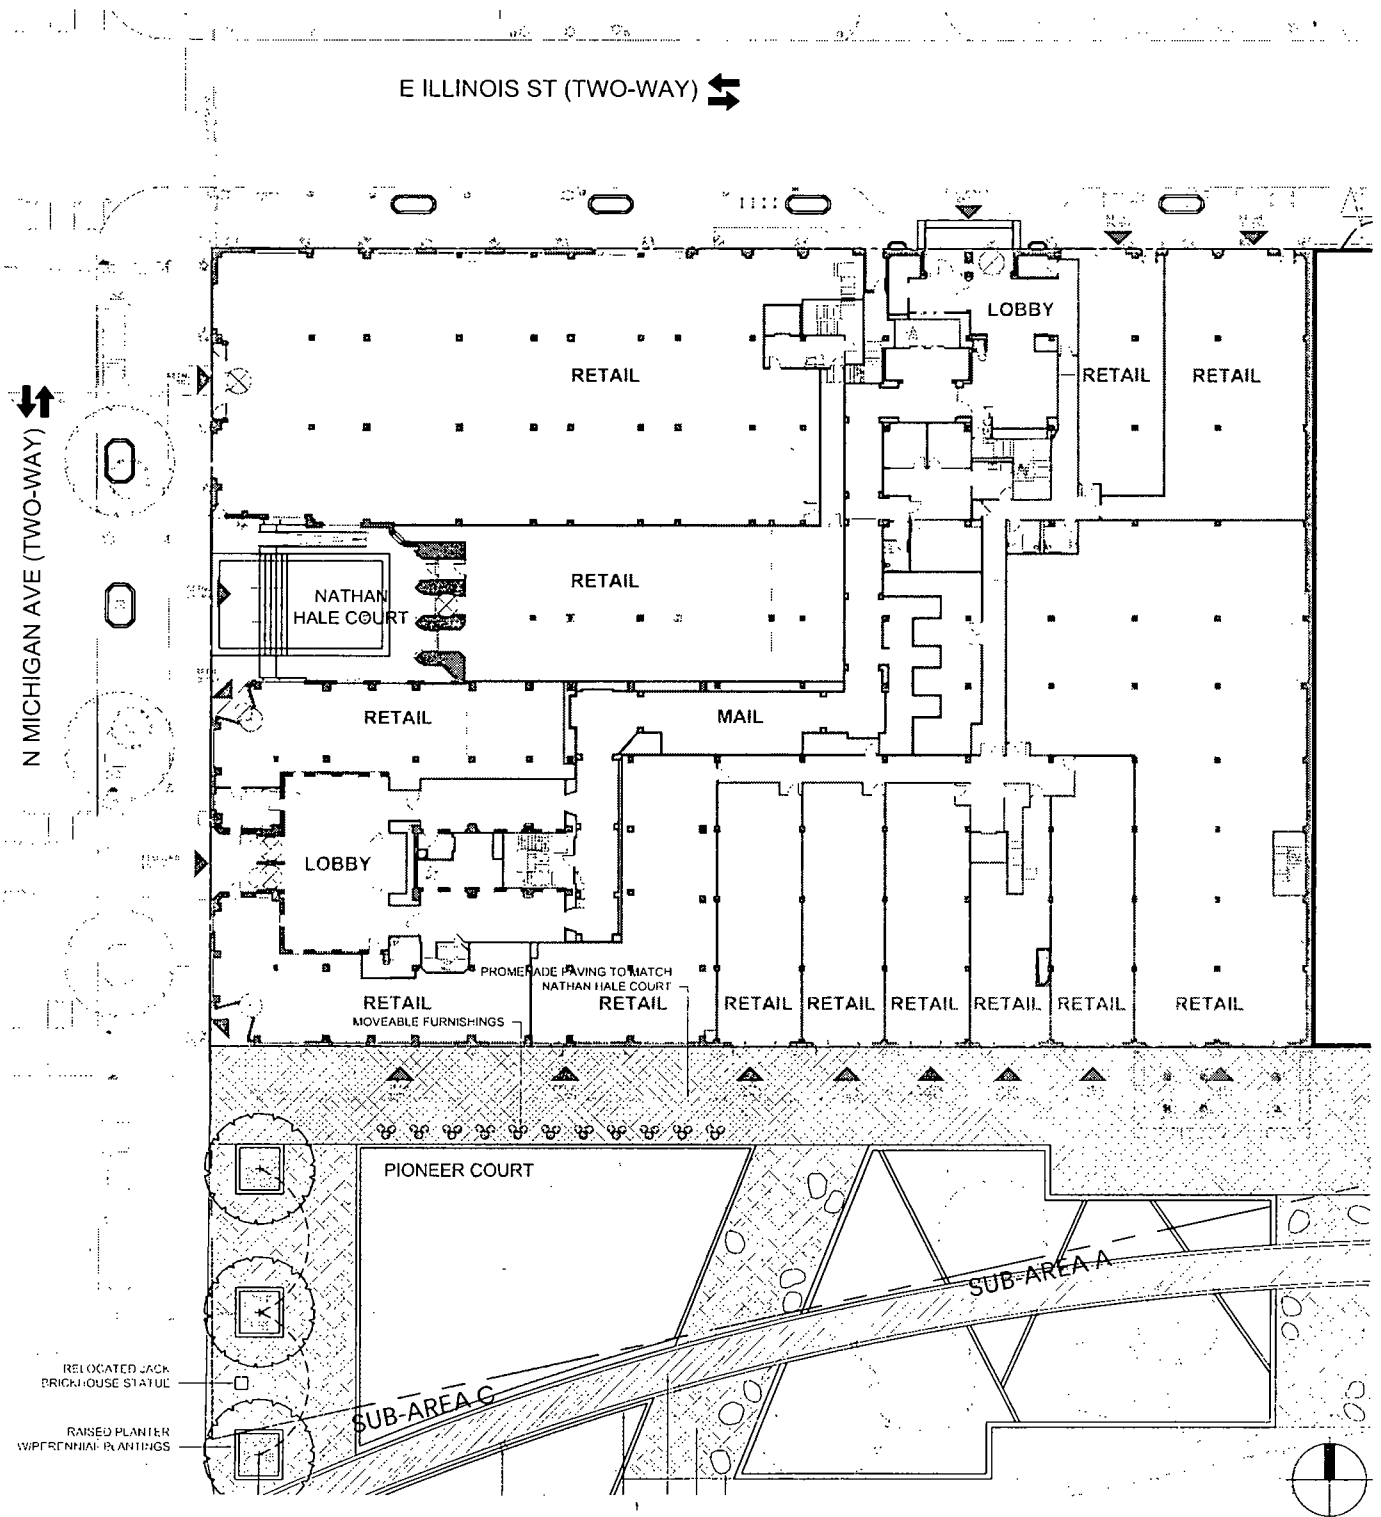 E ILLINOIS ST (TWO-WAY)
N MICHIGAN AVE (TWO-WAY)
LOBBY
RETAIL
RETAIL
RETAIL
RETAIL
NATHAN
HALE COURT
RETAIL
MAIL
LOBBY
PROMENADE PAVING TO MATCH
NATHAN HALE COURT
RETAIL
RETAIL
RETAIL
RETAIL
RETAIL
RETAIL
RETAIL
RETAIL
MOVEABLE FURNISHINGS
PIONEER COURT
SUB-AREA A
SUB-AREA C
RELOCATED JACK
BRICKHOUSE STATUE
RAISED PLANTER
W/PERENNIAL PLANTINGS